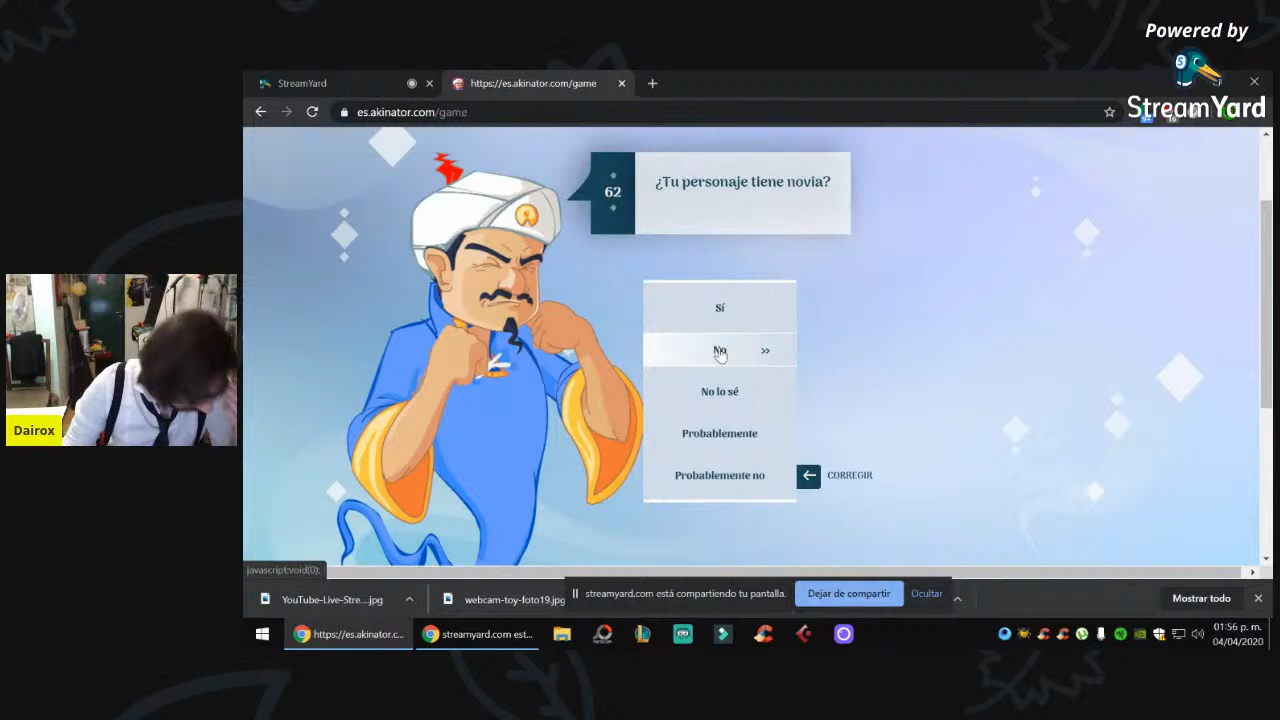 Powered by
StreamYard
StreamYard
https://es.akinator.com/game
es.akinator.com/game
62
¿Tu personaje tiene novia?
Sí
No
No lo sé
Probablemente
Probablemente no
CORREGIR
Dairox
javascript:void(0);
YouTube-Live-Stre....jpg
webcam-toy-foto19.jpg
streamyard.com está compartiendo tu pantalla.
Dejar de compartir
Ocultar
Mostrar todo
https://es.akinator.c...
streamyard.com est...
01:56 p. m.
04/04/2020